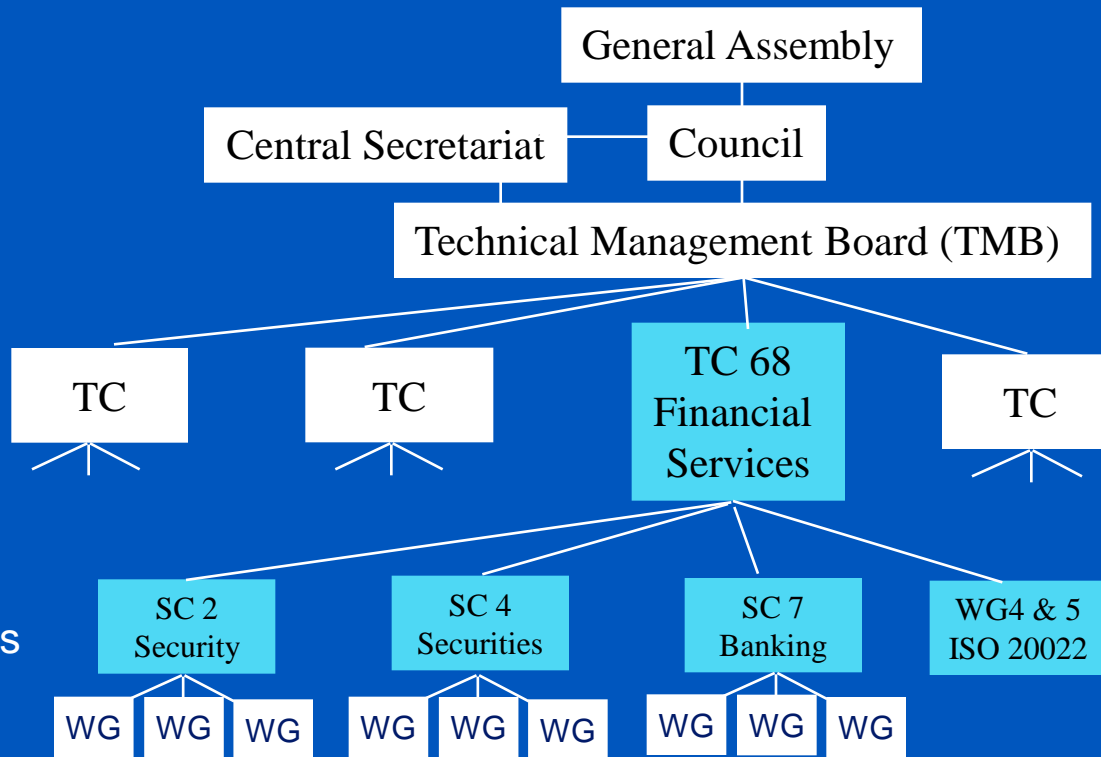 General Assembly
Central Secretariat
Council
Technical Management Board (TMB)
TC
TC
TC 68
Financial
Services
TC
s
SC 2
Security
SC 4
Securities
SC 7
Banking
WG4 & 5
ISO 20022
WG
WG
WG
WG
WG
WG
WG
WG
WG